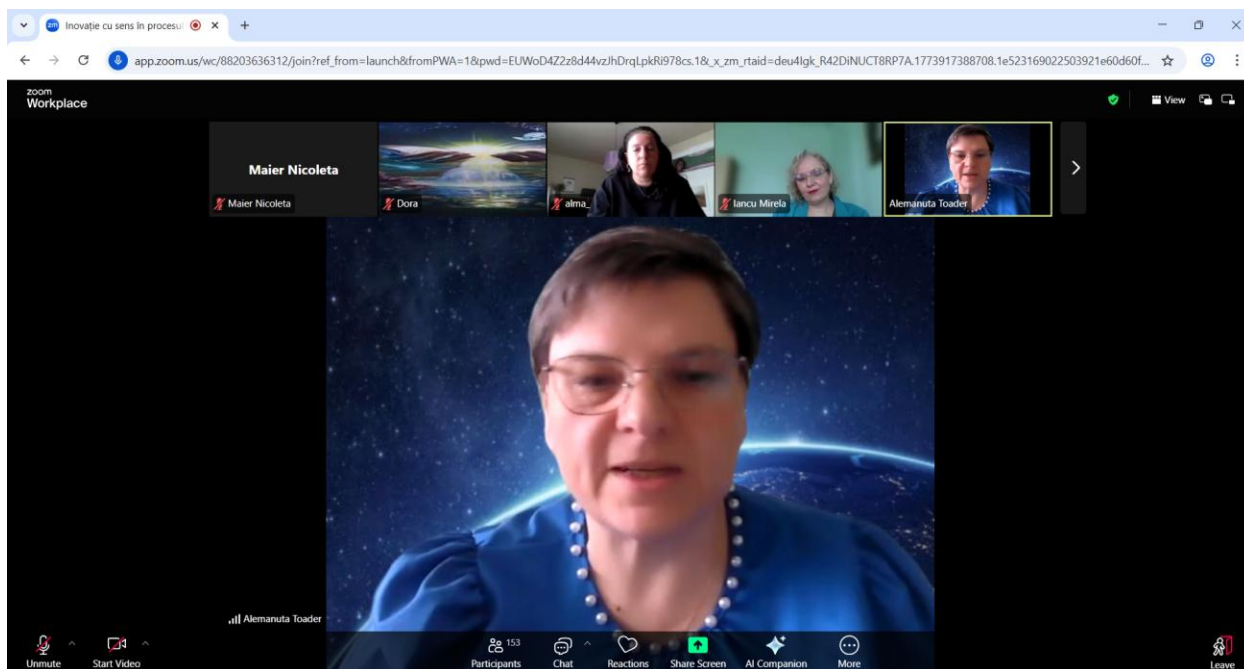 Inovație cu sens în procesu
app.zoom.us/wc/88203636312/join?ref_from=launch&fromPWA=1&pwd=EUWoD4Z2z8d44vzJhDrqLpkRi978cs.1&_x_zm_rtaid=deu4Igk_R42DiNUCT8RP7A.1773917388708.1e523169022503921e60d60f...
zoom
Workplace
View
Maier Nicoleta
Maier Nicoleta
Dora
alma_
Iancu Mirela
Alemanuta Toader
Alemanuta Toader
Unmute
Start Video
153
Participants
Chat
Reactions
Share Screen
AI Companion
More
Leave